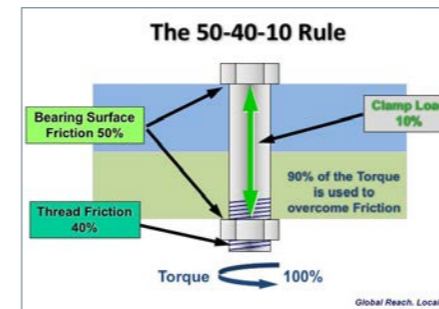 The 50-40-10 Rule
Bearing Surface
Friction 50%
Clamp Loa
10%
90% of the Torque
is used to
overcome Friction
Thread Friction
40%
Torque
100%
Global Reach. Local